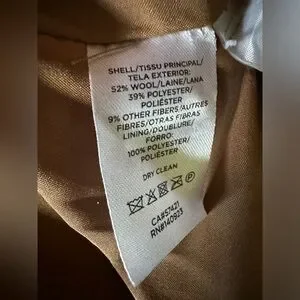 SHELL/TISSU PRINCIPAL/
TELA EXTERIOR:
52% WOOL/LAINE/LANA
39% POLYESTER/
POLIÉSTER
9% OTHER FIBERS/AUTRES
FIBRES/OTRAS FIBRAS
LINING/DOUBLURE/
FORRO:
100% POLYESTER/
POLIÉSTER
DRY CLEAN
CA#57421
RN#140923